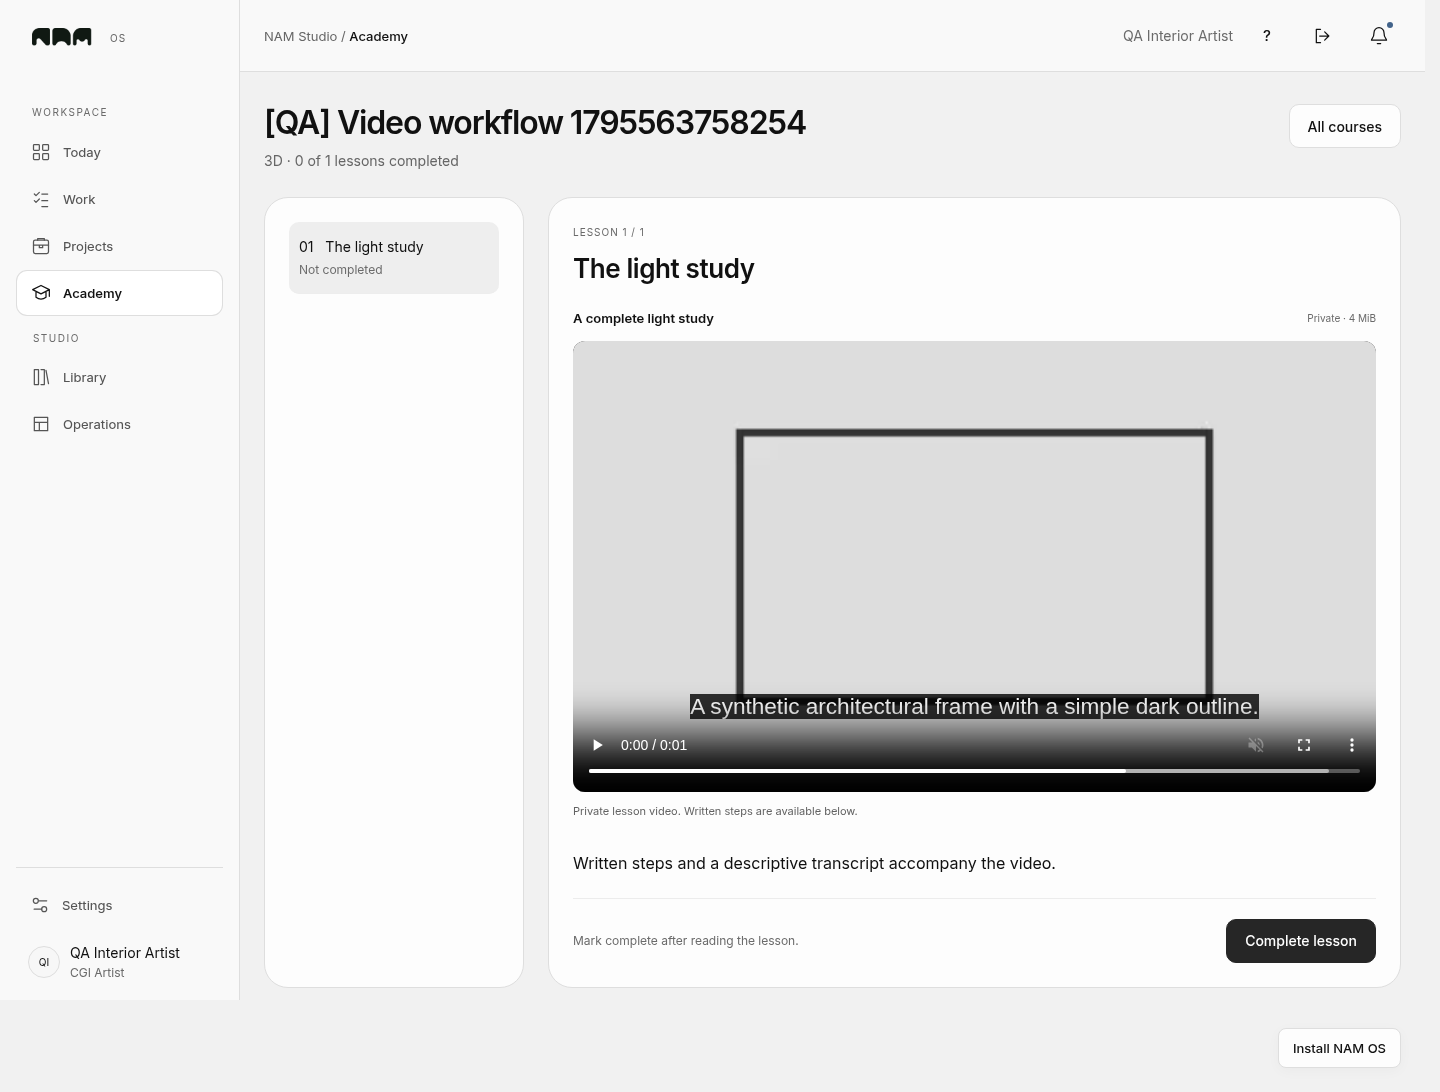 NAM OS
WORKSPACE
Today
Work
Projects
Academy
STUDIO
Library
Operations
Settings
QI
QA Interior Artist
CGI Artist
NAM Studio / Academy
QA Interior Artist
?
[QA] Video workflow 1795563758254
3D · 0 of 1 lessons completed
All courses
01 The light study
Not completed
LESSON 1 / 1
The light study
A complete light study
Private · 4 MiB
A synthetic architectural frame with a simple dark outline.
0:00 / 0:01
Private lesson video. Written steps are available below.
Written steps and a descriptive transcript accompany the video.
Mark complete after reading the lesson.
Complete lesson
Install NAM OS